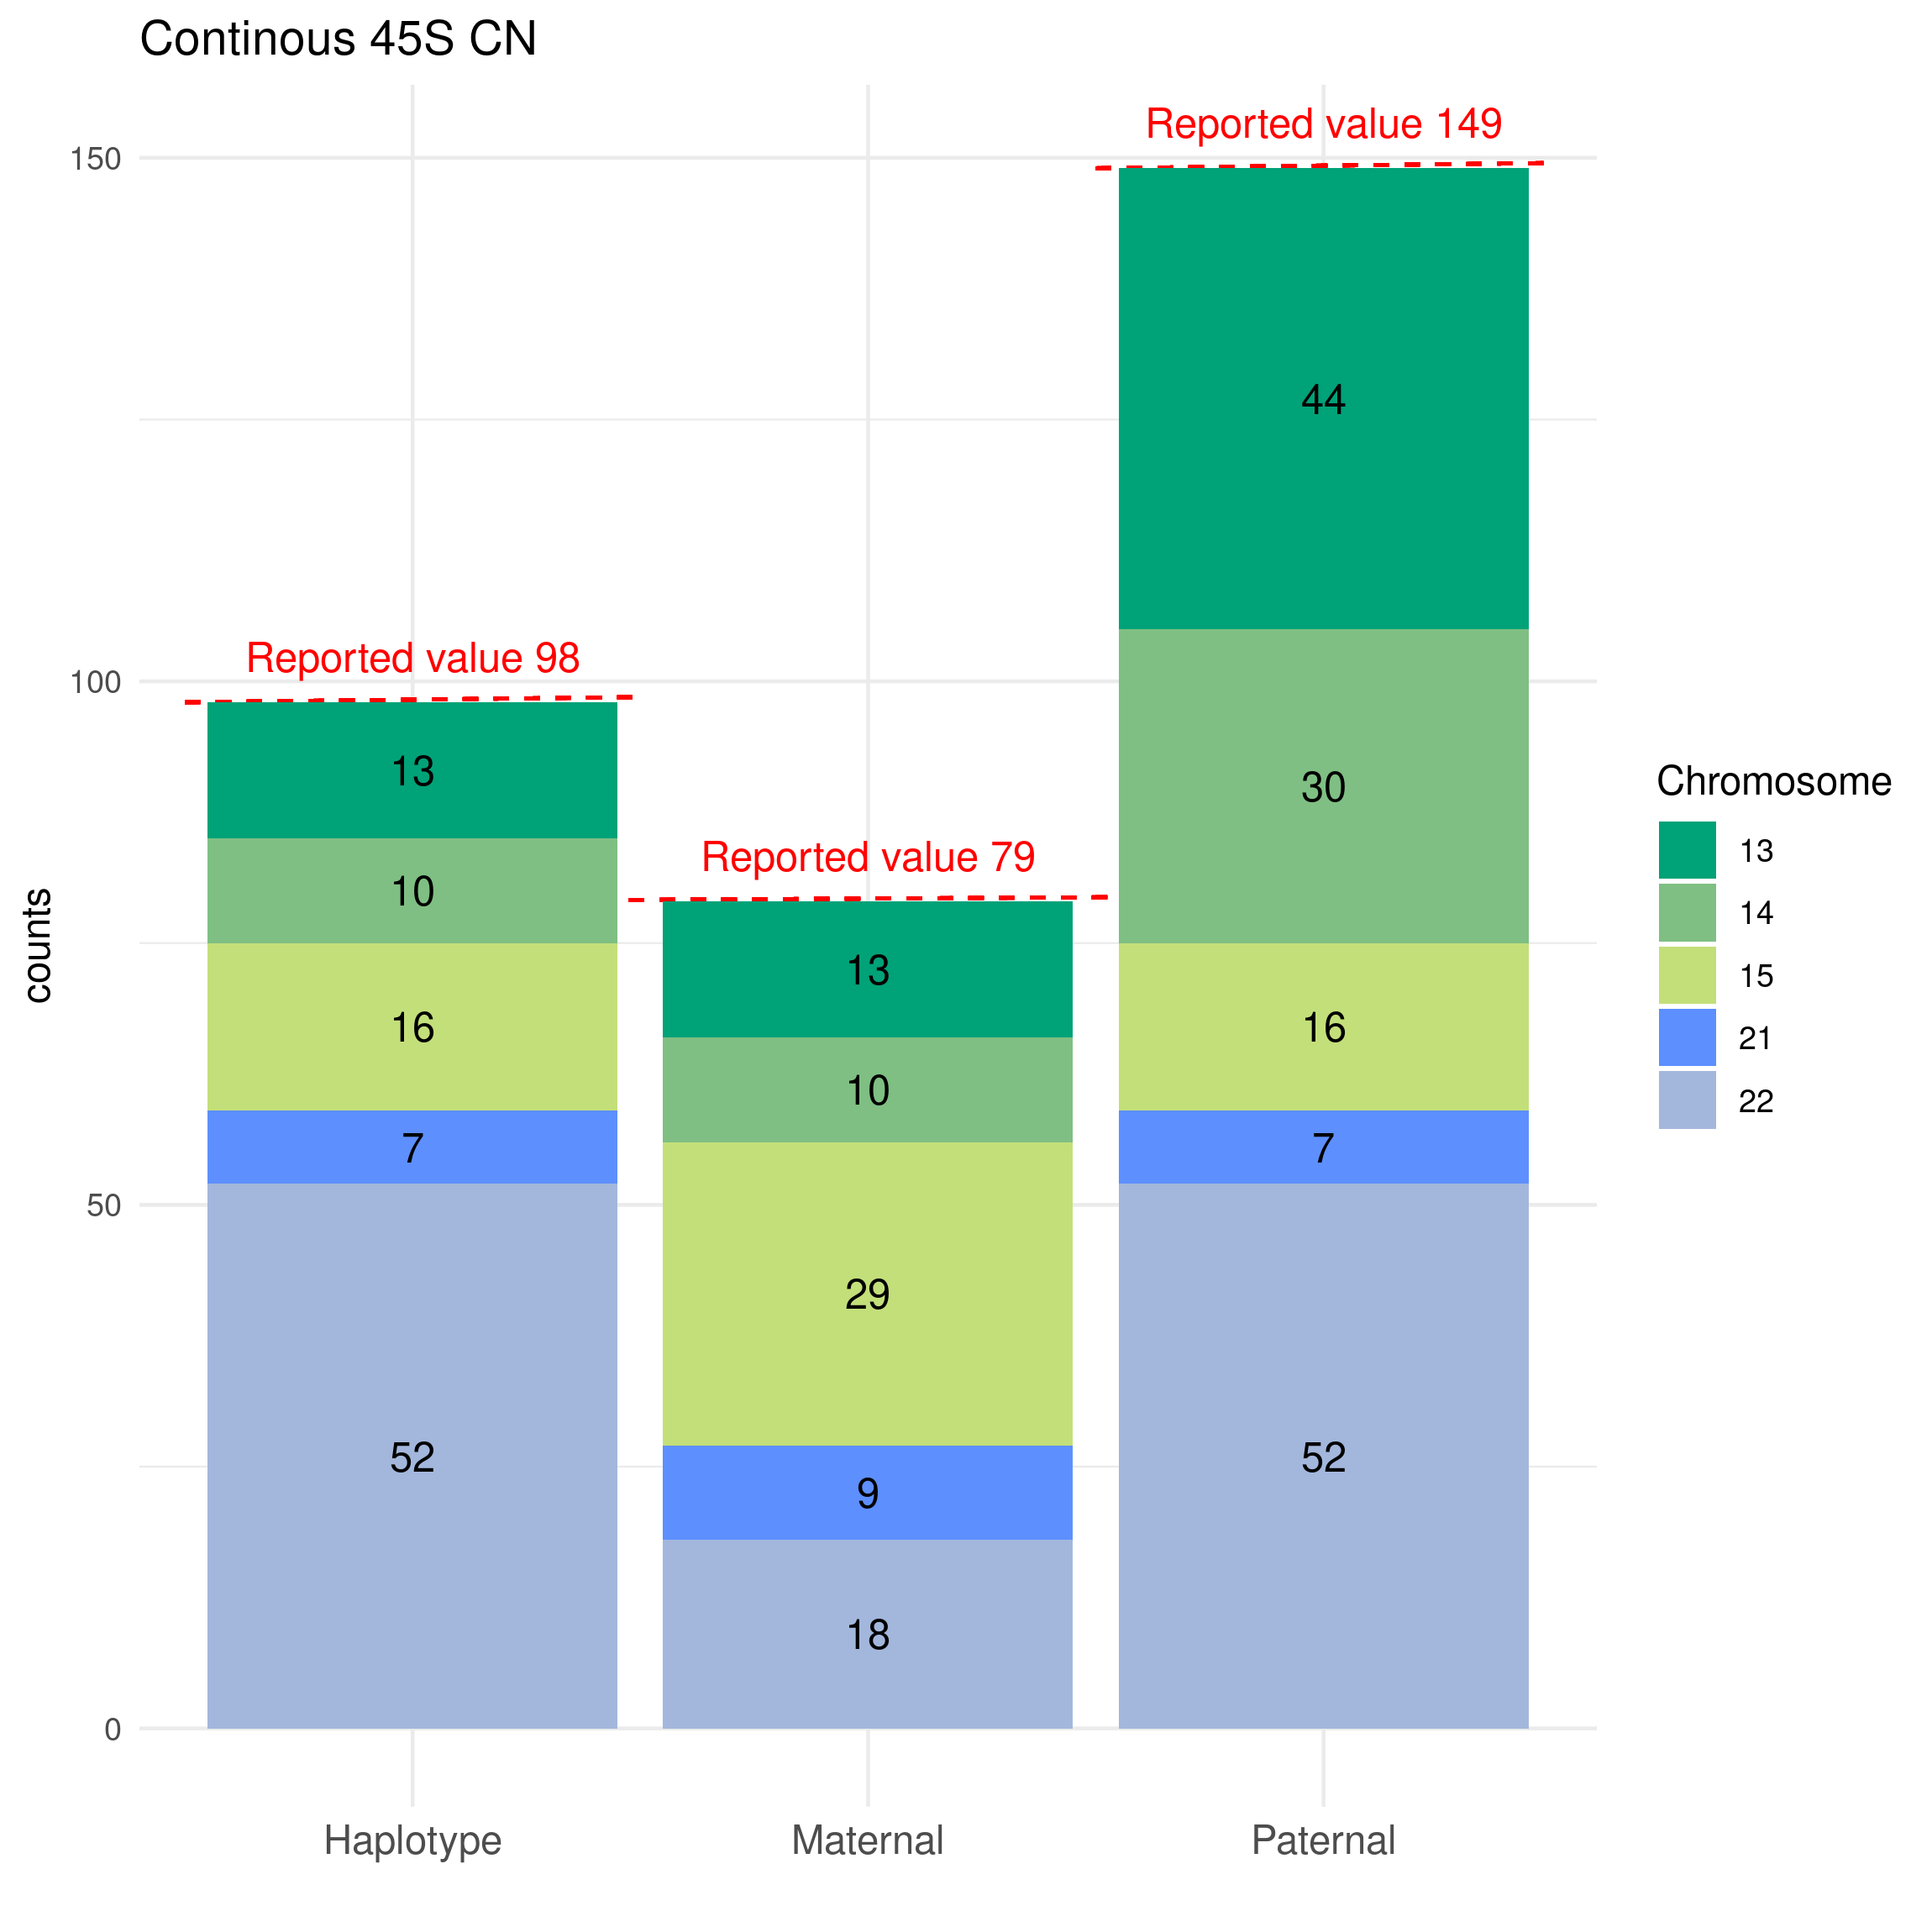 Continous 45S CN
counts
150
100
50
0
Reported value 98
Reported value 79
Reported value 149
13
10
16
7
52
13
10
29
9
18
44
30
16
7
52
Haplotype
Maternal
Paternal
Chromosome
13
14
15
21
22